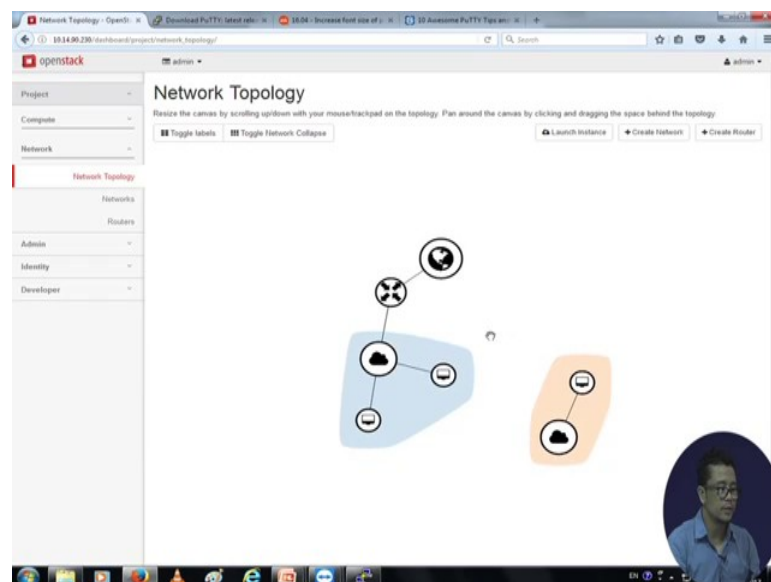 Network Topology - OpenSt...
Download PuTTY: latest rele...
16.04 - Increase font size of
10 Awesome PuTTY Tips an
10.14.90.230/dashboard/project/network_topology/
Search
openstack
admin
admin
Project
Compute
Network
Network Topology
Networks
Routers
Admin
Identity
Developer
Network Topology
Resize the canvas by scrolling up/down with your mouse/trackpad on the topology. Pan around the canvas by clicking and dragging the space behind the topology.
Toggle labels
Toggle Network Collapse
Launch Instance
+ Create Network
+ Create Router
EN